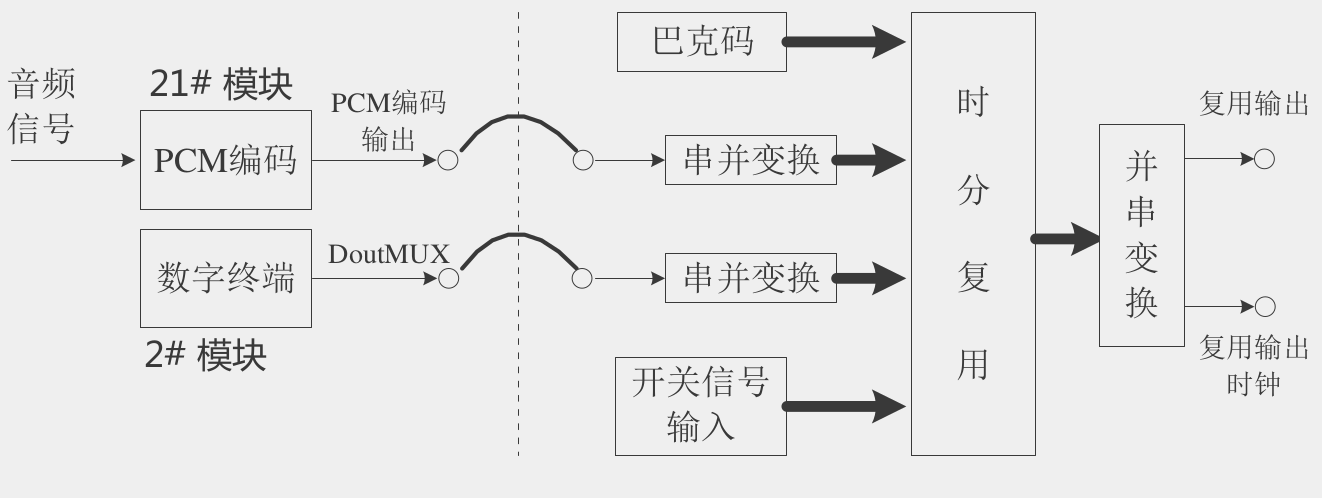 音频
信号
21# 模块
PCM编码
PCM编码
输出
数字终端
2# 模块
DoutMUX
巴克码
串并变换
串并变换
开关信号
输入
时
分
复
用
并
串
变
换
复用输出
复用输出
时钟